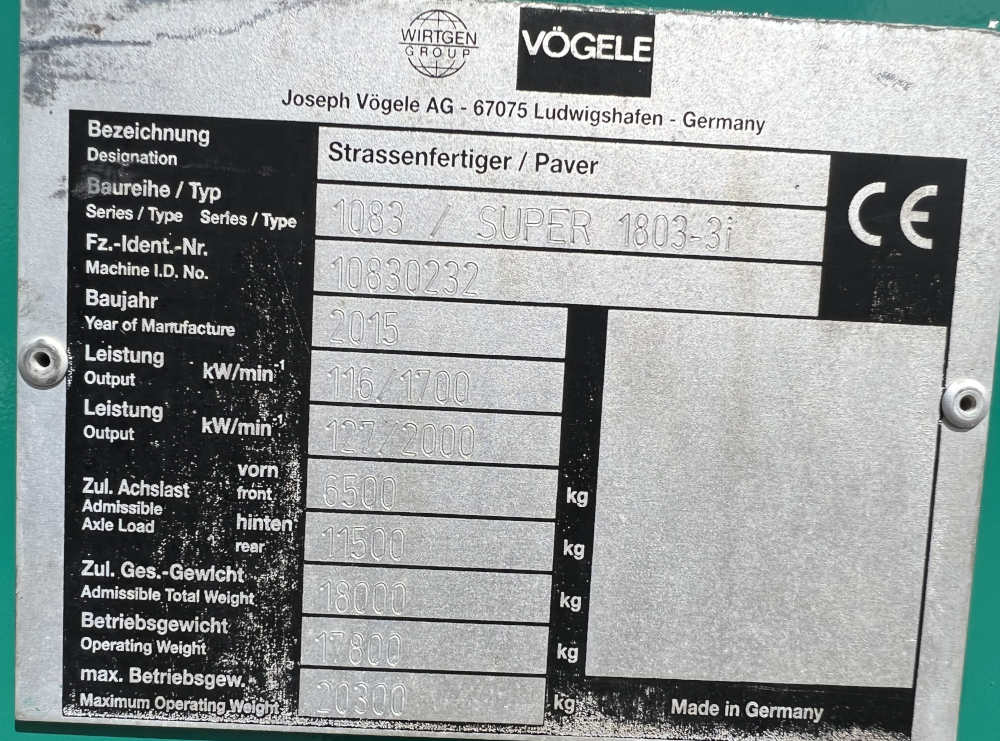 WIRTGEN
GROUP
VÖGELE
Joseph Vögele AG - 67075 Ludwigshafen - Germany
Bezeichnung
Designation
Strassenfertiger / Paver
Baureihe / Typ
Series / Type Series / Type
1083 / SUPER 1803-3i
Fz.-Ident.-Nr.
Machine I.D. No.
10830232
Baujahr
Year of Manufacture
2015
Leistung
Output
kW/min⁻¹
116/1700
Leistung
Output
kW/min⁻¹
127/2000
Zul. Achslast
Admissible
Axle Load
vorn
front
6500 kg
hinten
rear
11500 kg
Zul. Ges.-Gewicht
Admissible Total Weight
18000 kg
Betriebsgewicht
Operating Weight
17800 kg
max. Betriebsgew.
Maximum Operating Weight
20300 kg
CE
Made in Germany